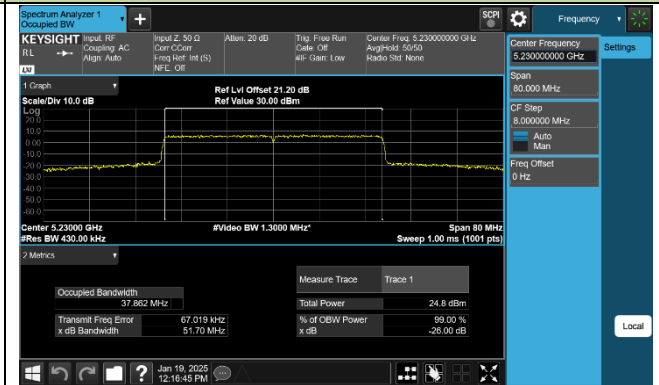 Spectrum Analyzer 1
Occupied BW
SCPI
Frequency
KEYSIGHT
RL
LXI
Input: RF
Coupling: AC
Align: Auto
Input Z: 50 Ω
Corr CCorr
Freq Ref: Int (S)
NFE: Off
Atten: 20 dB
Trig: Free Run
Gate: Off
#IF Gain: Low
Center Freq: 5.230000000 GHz
Avg|Hold: 50/50
Radio Std: None
1 Graph
Scale/Div 10.0 dB
Ref Lvl Offset 21.20 dB
Ref Value 30.00 dBm
Log
20.0
10.0
0.00
-10.0
-20.0
-30.0
-40.0
-50.0
-60.0
Center 5.23000 GHz
#Res BW 430.00 kHz
#Video BW 1.3000 MHz*
Span 80 MHz
Sweep 1.00 ms (1001 pts)
2 Metrics
Measure Trace
Trace 1
Occupied Bandwidth
37.862 MHz
Total Power
24.8 dBm
Transmit Freq Error
67.019 kHz
% of OBW Power
99.00 %
x dB Bandwidth
51.70 MHz
x dB
-26.00 dB
Center Frequency
5.230000000 GHz
Settings
Span
80.000 MHz
CF Step
8.000000 MHz
Auto
Man
Freq Offset
0 Hz
Local
?
Jan 19, 2025
12:16:45 PM